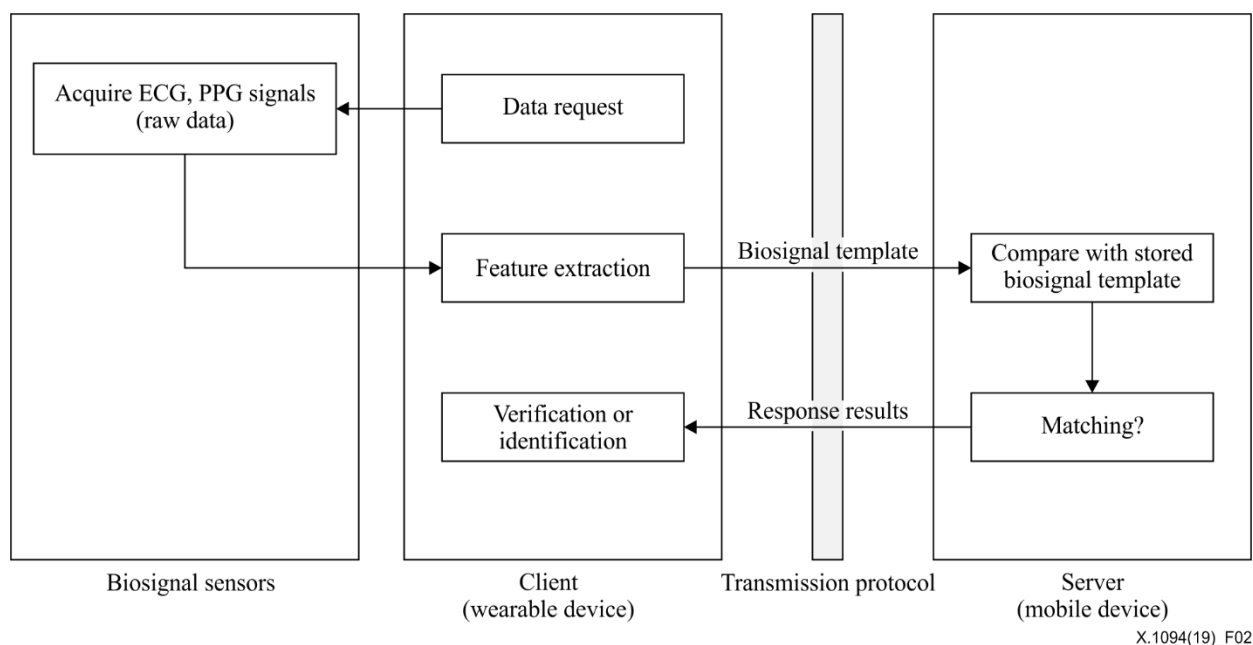 Acquire ECG, PPG signals
(raw data)
Data request
Feature extraction
Biosignal template
Compare with stored
biosignal template
Verification or
identification
Response results
Matching?
Biosignal sensors
Client
(wearable device)
Transmission protocol
Server
(mobile device)
X.1094(19)_F02